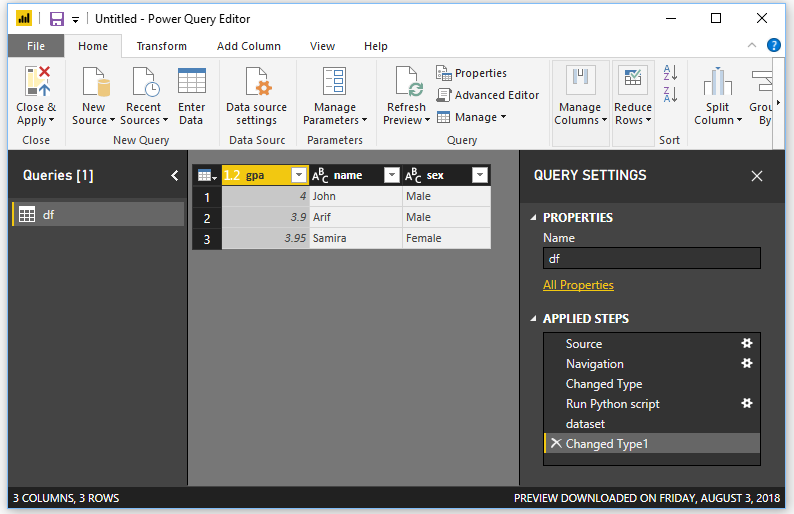 Untitled - Power Query Editor
File Home Transform Add Column View Help
Close & Apply
New Source
Recent Sources
Enter Data
Data source settings
Manage Parameters
Refresh Preview
Properties
Advanced Editor
Manage
Manage Columns
Reduce Rows
A Z
Z A
Split Column
Grou By
Close New Query Data Sourc Parameters Query Sort
Queries [1]
df
1.2 gpa ABC name ABC sex
1 4 John Male
2 3.9 Arif Male
3 3.95 Samira Female
QUERY SETTINGS
PROPERTIES
Name
df
All Properties
APPLIED STEPS
Source
Navigation
Changed Type
Run Python script
dataset
Changed Type1
3 COLUMNS, 3 ROWS PREVIEW DOWNLOADED ON FRIDAY, AUGUST 3, 2018